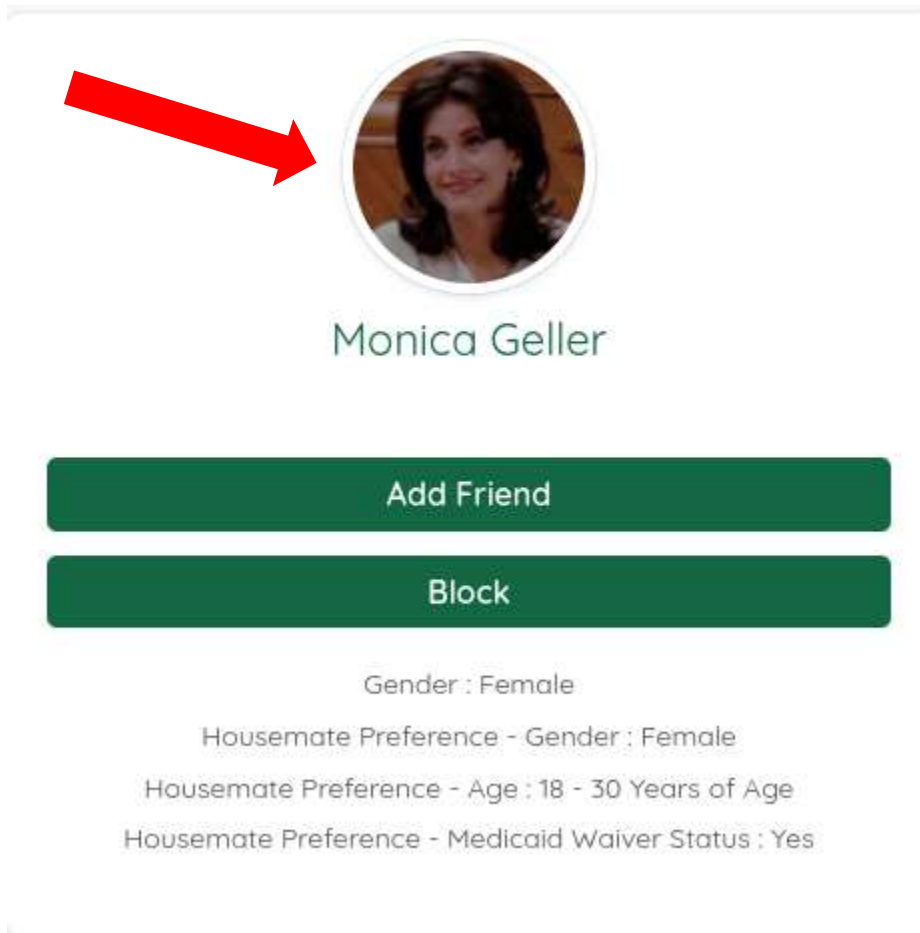 Monica Geller
Add Friend
Block
Gender : Female
Housemate Preference - Gender : Female
Housemate Preference - Age : 18 - 30 Years of Age
Housemate Preference - Medicaid Waiver Status : Yes